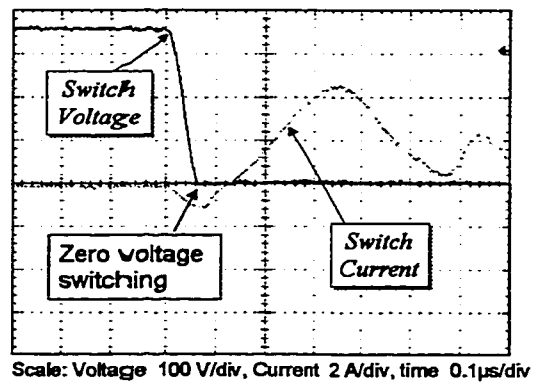 Switch
Voltage
Zero voltage
switching
Switch
Current
Scale: Voltage 100 V/div, Current 2 A/div, time 0.1µs/div